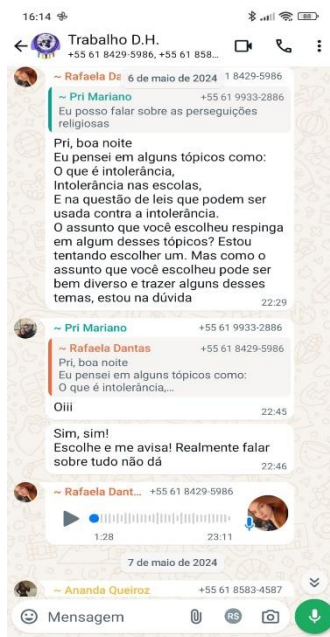 16:14
Trabalho D.H.
+55 61 8429-5986, +55 61 858...
~ Rafaela Da
6 de maio de 2024
1 8429-5986
~ Pri Mariano +55 61 9933-2886
Eu posso falar sobre as perseguições
religiosas
Pri, boa noite
Eu pensei em alguns tópicos como:
O que é intolerância,
Intolerância nas escolas,
E na questão de leis que podem ser
usada contra a intolerância.
O assunto que você escolheu respinga
em algum desses tópicos? Estou
tentando escolher um. Mas como o
assunto que você escolheu pode ser
bem diverso e trazer alguns desses
temas, estou na dúvida
22:29
~ Pri Mariano +55 61 9933-2886
~ Rafaela Dantas +55 61 8429-5986
Pri, boa noite
Eu pensei em alguns tópicos como:
O que é intolerância,...
Oiii
22:45
Sim, sim!
Escolhe e me avisa! Realmente falar
sobre tudo não dá
22:46
~ Rafaela Dant... +55 61 8429-5986
1:28 23:11
7 de maio de 2024
~ Ananda Queiroz +55 61 8583-4587
Mensagem
RS